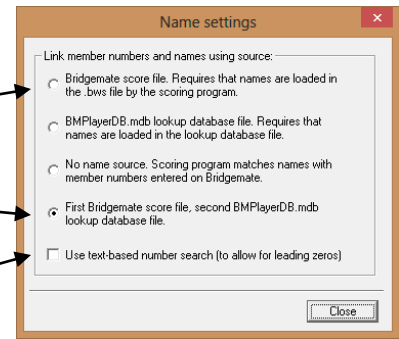 Name settings
Link member numbers and names using source:
Bridgemate score file. Requires that names are loaded in
the .bws file by the scoring program.
BMPlayerDB.mdb lookup database file. Requires that
names are loaded in the lookup database file.
No name source. Scoring program matches names with
member numbers entered on Bridgemate.
First Bridgemate score file, second BMPlayerDB.mdb
lookup database file.
Use text-based number search (to allow for leading zeros)
Close